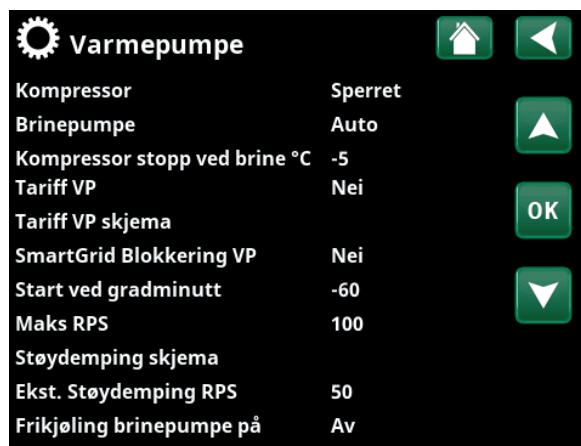 Varmepumpe
Kompressor Sperret
Brinepumpe Auto
Kompressor stopp ved brine °C -5
Tariff VP Nei
Tariff VP skjema
SmartGrid Blokkering VP Nei
Start ved gradminutt -60
Maks RPS 100
Støydemping skjema
Ekst. Støydemping RPS 50
Frikjøling brinepumpe på Av
OK